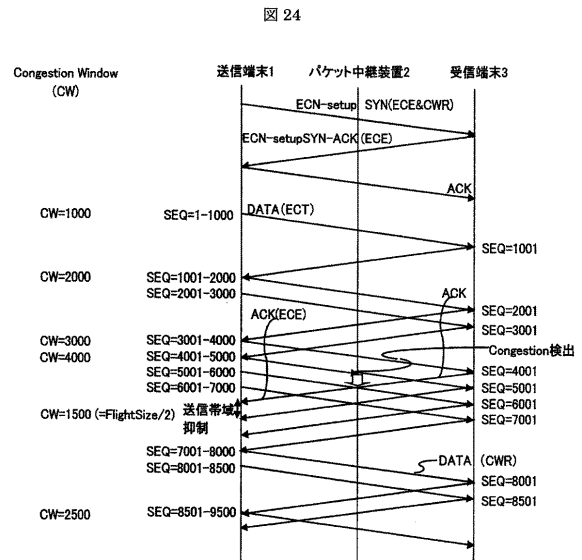 図 24
Congestion Window
(CW)
送信端末1
パケット中継装置2
受信端末3
ECN-setup SYN(ECE&CWR)
ECN-setupSYN-ACK(ECE)
ACK
CW=1000
SEQ=1-1000
DATA(ECT)
SEQ=1001
CW=2000
SEQ=1001-2000
SEQ=2001-3000
ACK
ACK(ECE)
SEQ=2001
SEQ=3001
CW=3000
SEQ=3001-4000
CW=4000
SEQ=4001-5000
Congestion検出
SEQ=5001-6000
SEQ=4001
SEQ=6001-7000
SEQ=5001
SEQ=6001
CW=1500(=FlightSize/2)
送信帯域
抑制
SEQ=7001
SEQ=7001-8000
SEQ=8001-8500
DATA (CWR)
SEQ=8001
SEQ=8501
CW=2500
SEQ=8501-9500